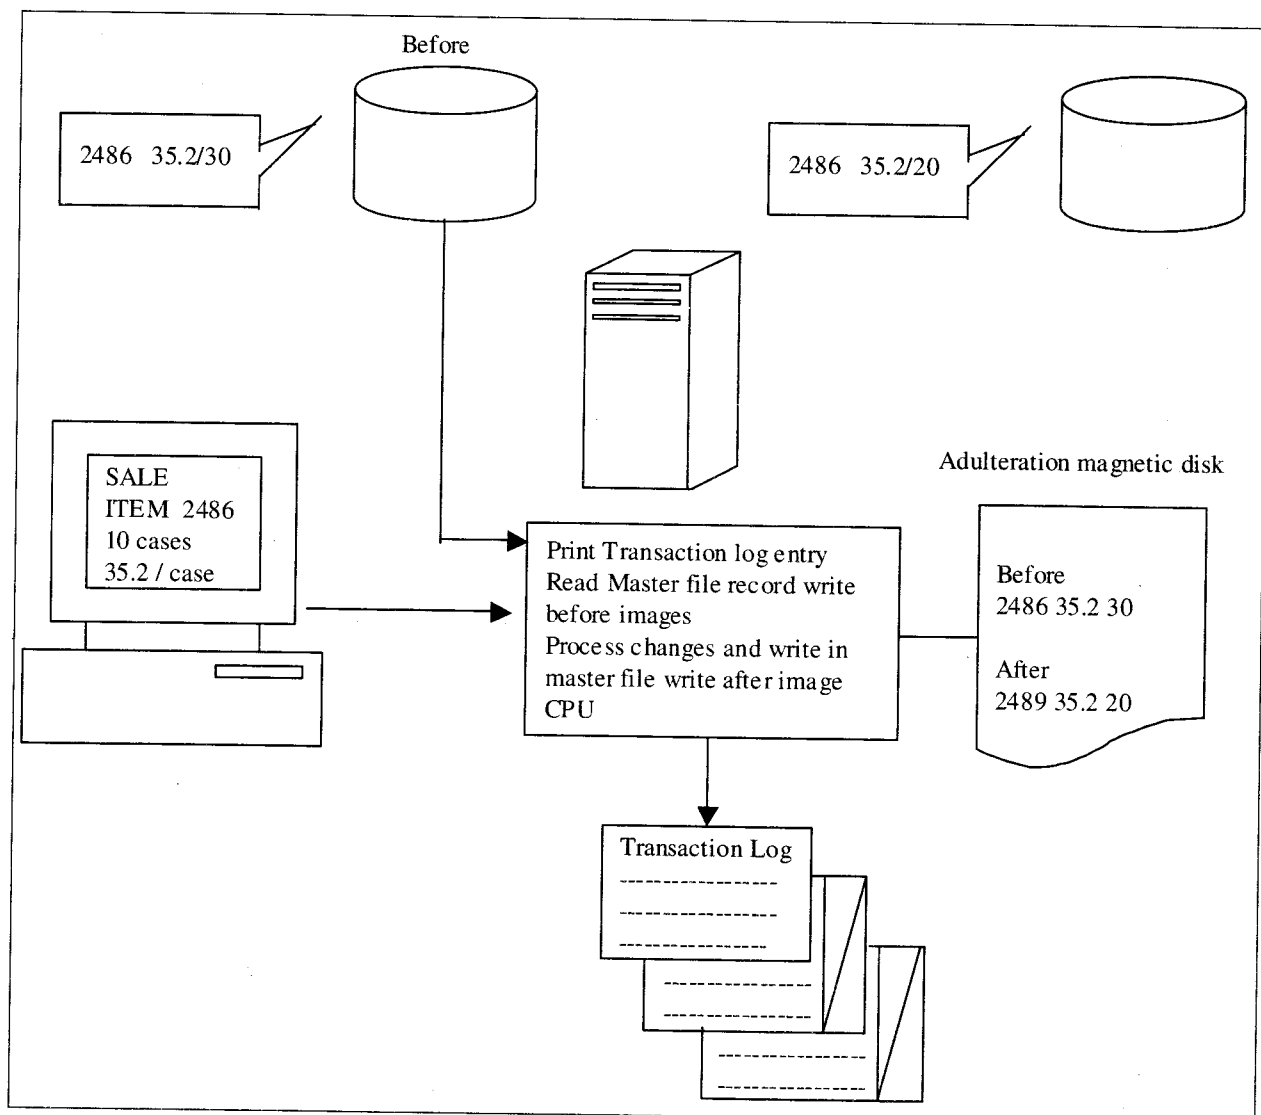 Before
2486 35.2/30
2486 35.2/20
SALE
ITEM 2486
10 cases
35.2 / case
Adulteration magnetic disk
Print Transaction log entry
Read Master file record write
before images
Process changes and write in
master file write after image
CPU
Before
2486 35.2 30
After
2489 35.2 20
Transaction Log